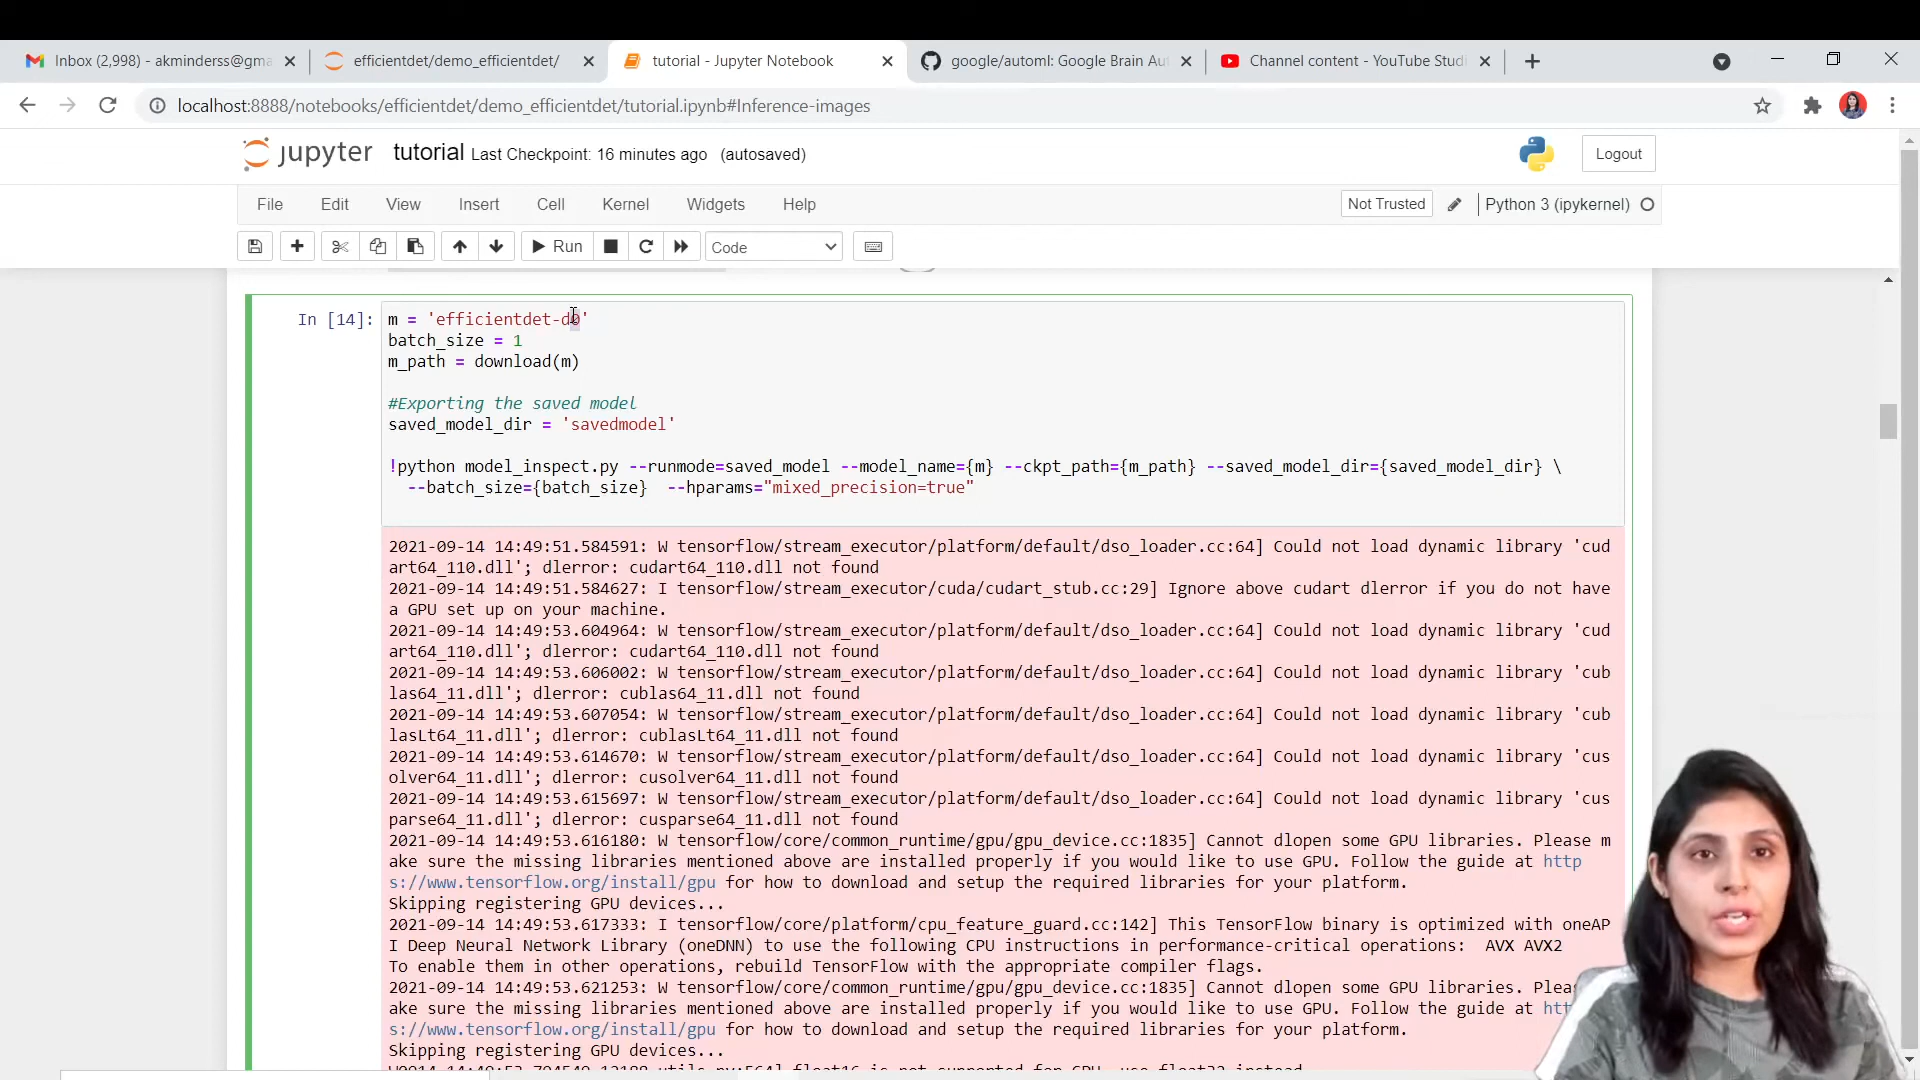 Inbox (2,998) - akminderss@gma
efficientdet/demo_efficientdet/
tutorial - Jupyter Notebook
google/automl: Google Brain Aut
Channel content - YouTube Studi
localhost:8888/notebooks/efficientdet/demo_efficientdet/tutorial.ipynb#Inference-images
jupyter tutorial Last Checkpoint: 16 minutes ago (autosaved)
Logout
File Edit View Insert Cell Kernel Widgets Help
Not Trusted
Python 3 (ipykernel)
Run
Code
In [14]: m = 'efficientdet-d0'
batch_size = 1
m_path = download(m)
#Exporting the saved model
saved_model_dir = 'savedmodel'
!python model_inspect.py --runmode=saved_model --model_name={m} --ckpt_path={m_path} --saved_model_dir={saved_model_dir} \
--batch_size={batch_size} --hparams="mixed_precision=true"
2021-09-14 14:49:51.584591: W tensorflow/stream_executor/platform/default/dso_loader.cc:64] Could not load dynamic library 'cud
art64_110.dll'; dlerror: cudart64_110.dll not found
2021-09-14 14:49:51.584627: I tensorflow/stream_executor/cuda/cudart_stub.cc:29] Ignore above cudart dlerror if you do not have
a GPU set up on your machine.
2021-09-14 14:49:53.604964: W tensorflow/stream_executor/platform/default/dso_loader.cc:64] Could not load dynamic library 'cud
art64_110.dll'; dlerror: cudart64_110.dll not found
2021-09-14 14:49:53.606002: W tensorflow/stream_executor/platform/default/dso_loader.cc:64] Could not load dynamic library 'cub
las64_11.dll'; dlerror: cublas64_11.dll not found
2021-09-14 14:49:53.607054: W tensorflow/stream_executor/platform/default/dso_loader.cc:64] Could not load dynamic library 'cub
lasLt64_11.dll'; dlerror: cublasLt64_11.dll not found
2021-09-14 14:49:53.614670: W tensorflow/stream_executor/platform/default/dso_loader.cc:64] Could not load dynamic library 'cus
olver64_11.dll'; dlerror: cusolver64_11.dll not found
2021-09-14 14:49:53.615697: W tensorflow/stream_executor/platform/default/dso_loader.cc:64] Could not load dynamic library 'cus
parse64_11.dll'; dlerror: cusparse64_11.dll not found
2021-09-14 14:49:53.616180: W tensorflow/core/common_runtime/gpu/gpu_device.cc:1835] Cannot dlopen some GPU libraries. Please m
ake sure the missing libraries mentioned above are installed properly if you would like to use GPU. Follow the guide at http
s://www.tensorflow.org/install/gpu for how to download and setup the required libraries for your platform.
Skipping registering GPU devices...
2021-09-14 14:49:53.617333: I tensorflow/core/platform/cpu_feature_guard.cc:142] This TensorFlow binary is optimized with oneAP
I Deep Neural Network Library (oneDNN) to use the following CPU instructions in performance-critical operations: AVX AVX2
To enable them in other operations, rebuild TensorFlow with the appropriate compiler flags.
2021-09-14 14:49:53.621253: W tensorflow/core/common_runtime/gpu/gpu_device.cc:1835] Cannot dlopen some GPU libraries. Pleas
ake sure the missing libraries mentioned above are installed properly if you would like to use GPU. Follow the guide at htt
s://www.tensorflow.org/install/gpu for how to download and setup the required libraries for your platform.
Skipping registering GPU devices...
float16 is not supported for CPU, use float32 instead